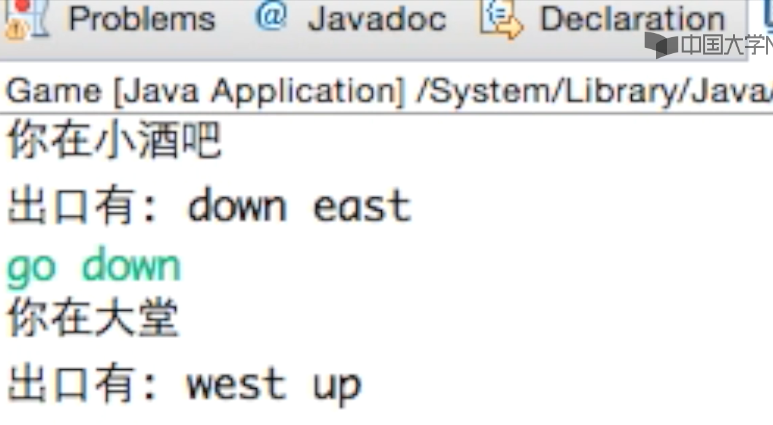 Problems @ Javadoc Declaration
中国大学
Game [Java Application] /System/Library/Java/
你在小酒吧
出口有: down east
go down
你在大堂
出口有: west up